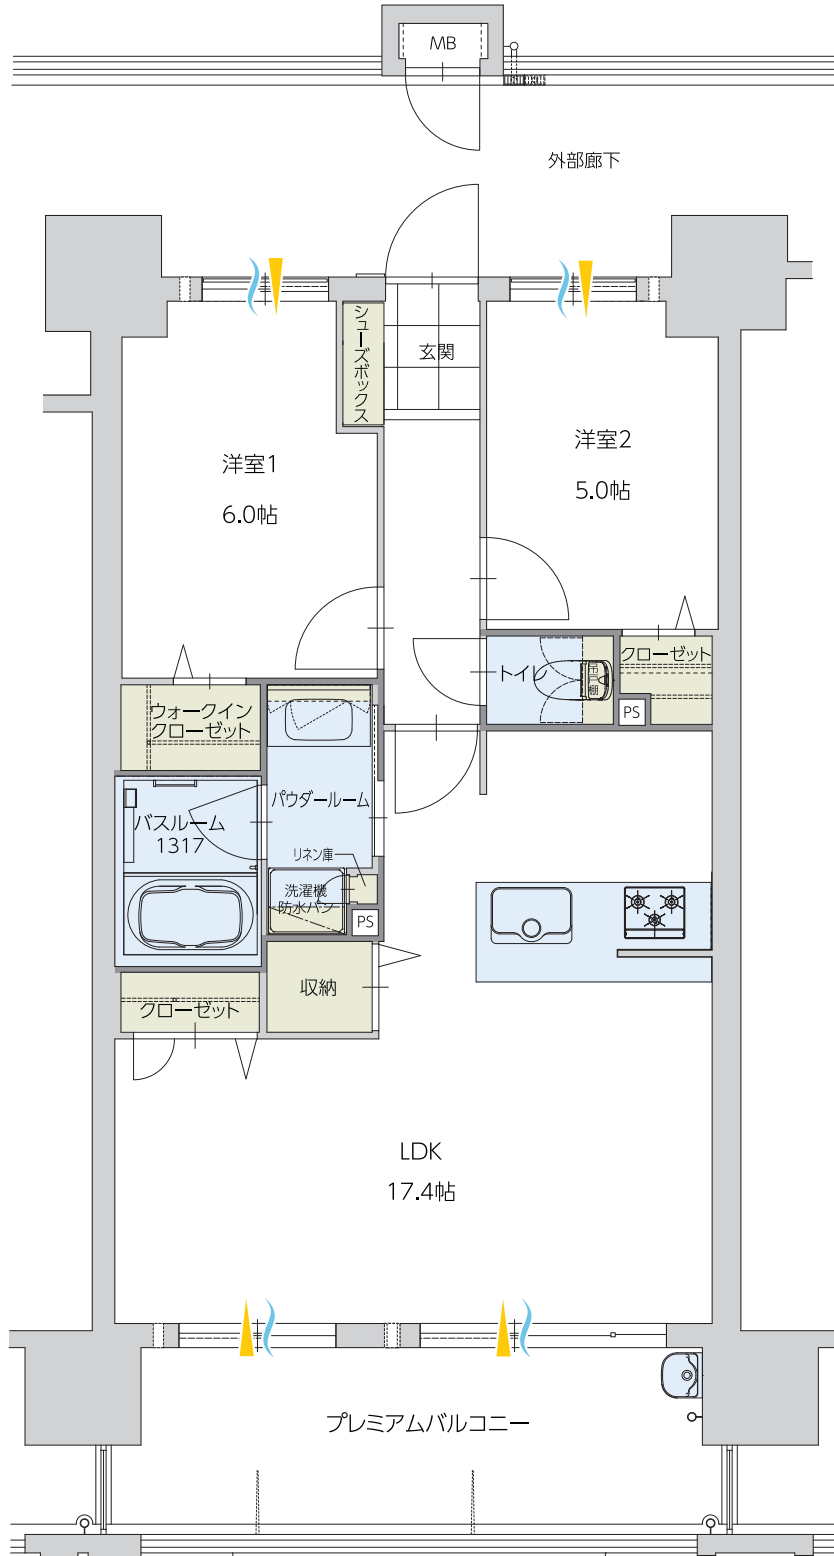 MB
外部廊下
シューズボックス
玄関
洋室1
6.0帖
洋室2
5.0帖
トイレ
吊戸棚
クローゼット
PS
ウォークイン
クローゼット
パウダールーム
バスルーム
1317
リネン庫
洗濯機
防水パン
PS
収納
クローゼット
LDK
17.4帖
プレミアムバルコニー